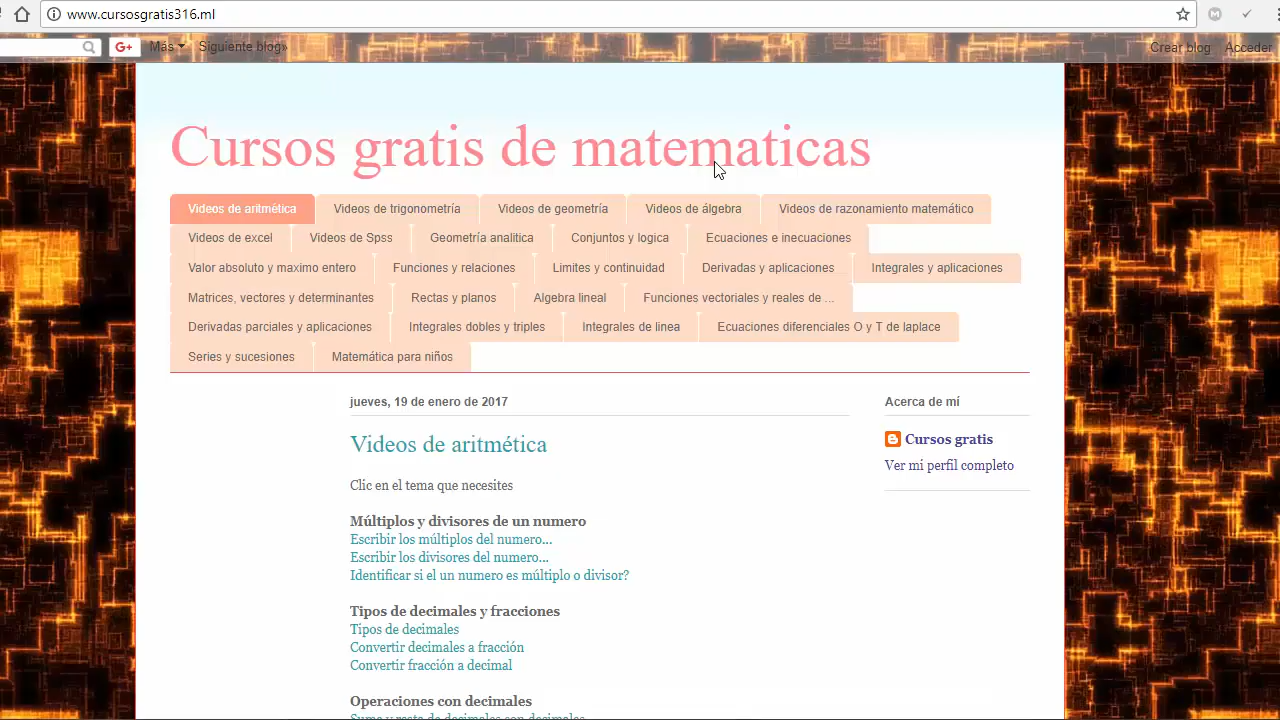 www.cursosgratis316.ml
G+ Más Siguiente blog» Crear blog Acceder
Cursos gratis de matematicas
Videos de aritmética Videos de trigonometría Videos de geometría Videos de álgebra Videos de razonamiento matemático
Videos de excel Videos de Spss Geometría analitica Conjuntos y logica Ecuaciones e inecuaciones
Valor absoluto y maximo entero Funciones y relaciones Limites y continuidad Derivadas y aplicaciones Integrales y aplicaciones
Matrices, vectores y determinantes Rectas y planos Algebra lineal Funciones vectoriales y reales de ...
Derivadas parciales y aplicaciones Integrales dobles y triples Integrales de linea Ecuaciones diferenciales O y T de laplace
Series y sucesiones Matemática para niños
jueves, 19 de enero de 2017
Videos de aritmética
Clic en el tema que necesites
Múltiplos y divisores de un numero
Escribir los múltiplos del numero...
Escribir los divisores del numero...
Identificar si el un numero es múltiplo o divisor?
Tipos de decimales y fracciones
Tipos de decimales
Convertir decimales a fracción
Convertir fracción a decimal
Operaciones con decimales
Suma y resta de decimales con decimales
Acerca de mí
Cursos gratis
Ver mi perfil completo